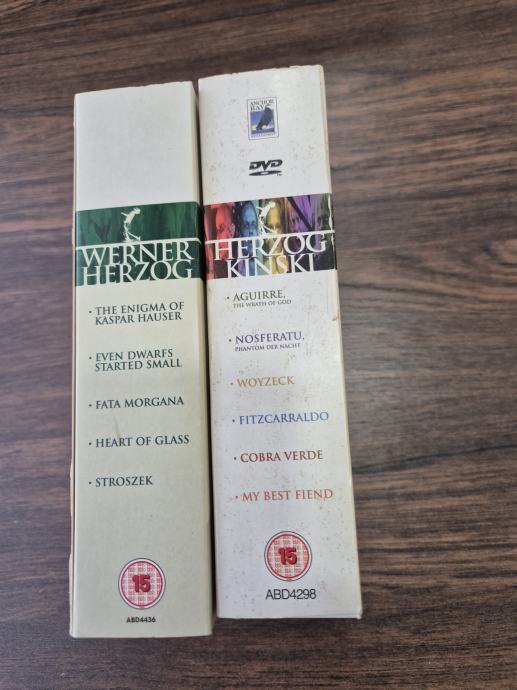 WERNER
HERZOG
• THE ENIGMA OF
KASPAR HAUSER
• EVEN DWARFS
STARTED SMALL
• FATA MORGANA
• HEART OF GLASS
• STROSZEK
15
ABD4436
ANCHOR
BAY
DVD
HERZOG
KINSKI
• AGUIRRE,
THE WRATH OF GOD
• NOSFERATU,
PHANTOM DER NACHT
• WOYZECK
• FITZCARRALDO
• COBRA VERDE
• MY BEST FIEND
15
ABD4298